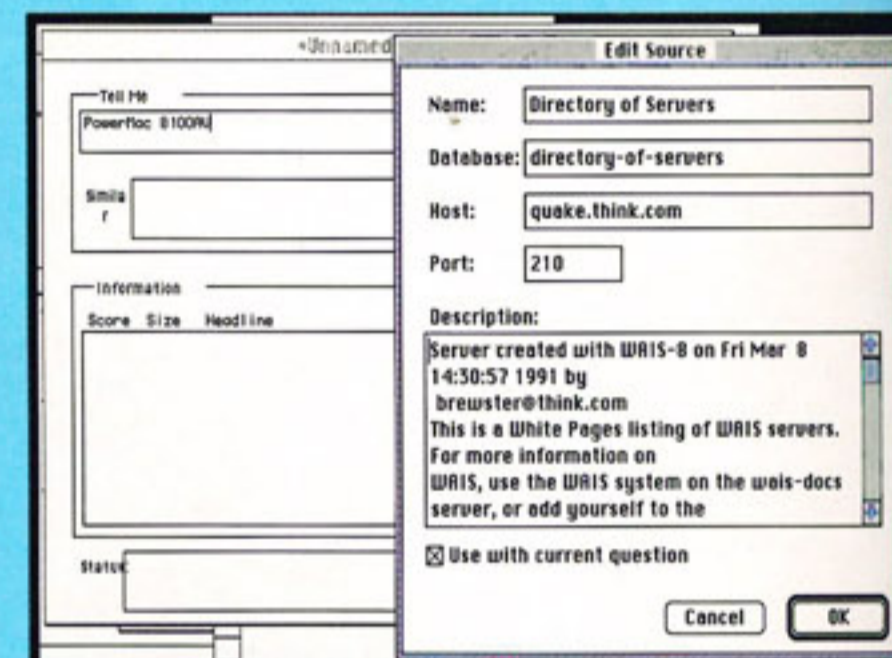 *Unnamed
Tell Me
PowerMac 8100AV
Simila
r
Information
Score Size Headline
Status
Edit Source
Name: Directory of Servers
Database: directory-of-servers
Host: quake.think.com
Port: 210
Description:
Server created with WAIS-8 on Fri Mar 8
14:30:57 1991 by
brewster@think.com
This is a White Pages listing of WAIS servers.
For more information on
WAIS, use the WAIS system on the wais-docs
server, or add yourself to the
Use with current question
Cancel OK